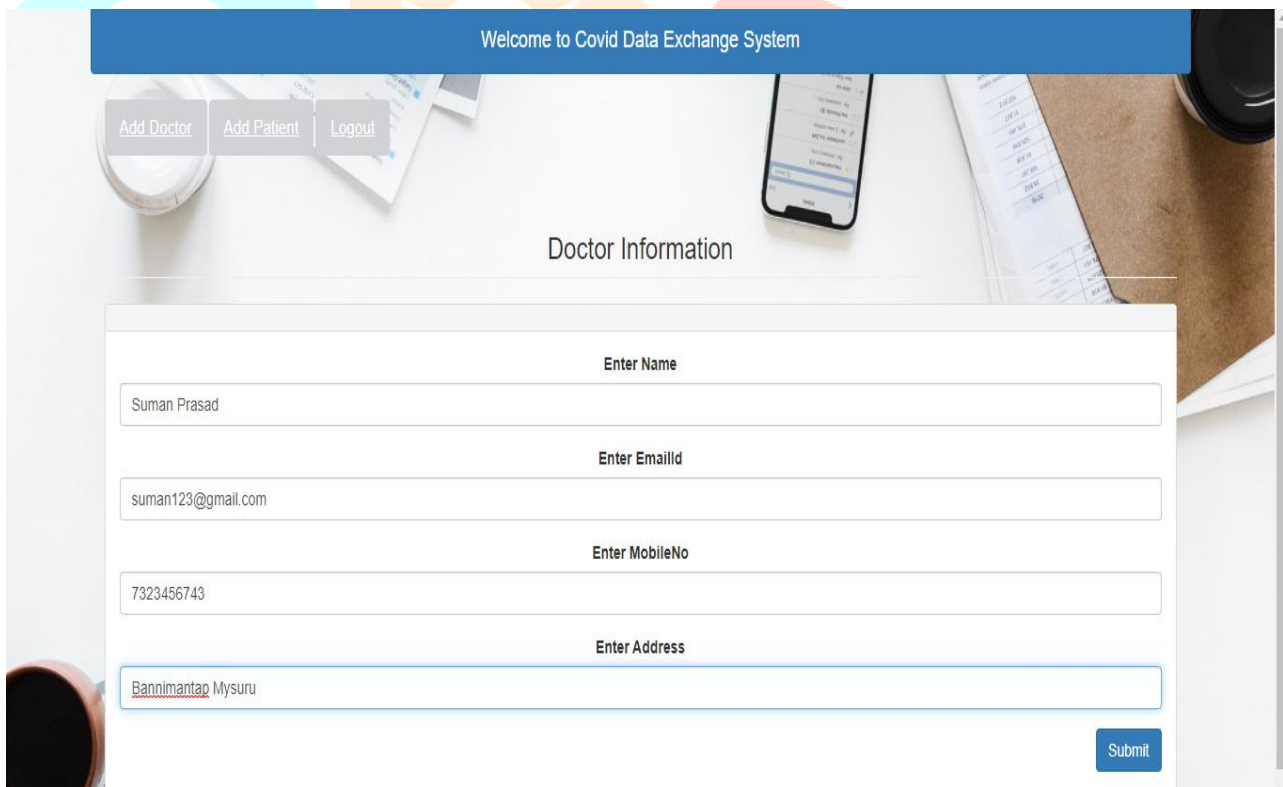 Welcome to Covid Data Exchange System
Add Doctor
Add Patient
Logout
Doctor Information
Enter Name
Suman Prasad
Enter EmailId
suman123@gmail.com
Enter MobileNo
7323456743
Enter Address
Bannimantap Mysuru
Submit